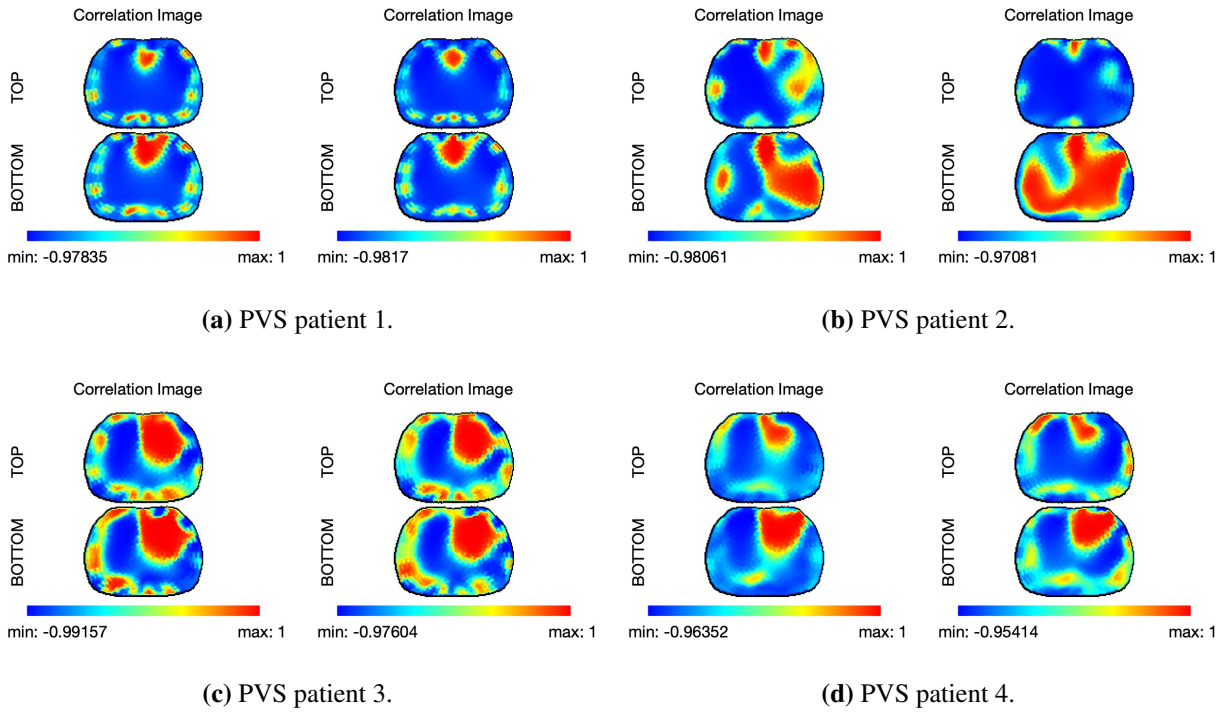 Correlation Image Correlation Image Correlation Image Correlation Image
TOP TOP TOP TOP
BOTTOM BOTTOM BOTTOM BOTTOM
min: -0.97835 max: 1 min: -0.9817 max: 1 min: -0.98061 max: 1 min: -0.97081 max: 1
(a) PVS patient 1. (b) PVS patient 2.
Correlation Image Correlation Image Correlation Image Correlation Image
TOP TOP TOP TOP
BOTTOM BOTTOM BOTTOM BOTTOM
min: -0.99157 max: 1 min: -0.97604 max: 1 min: -0.96352 max: 1 min: -0.95414 max: 1
(c) PVS patient 3. (d) PVS patient 4.